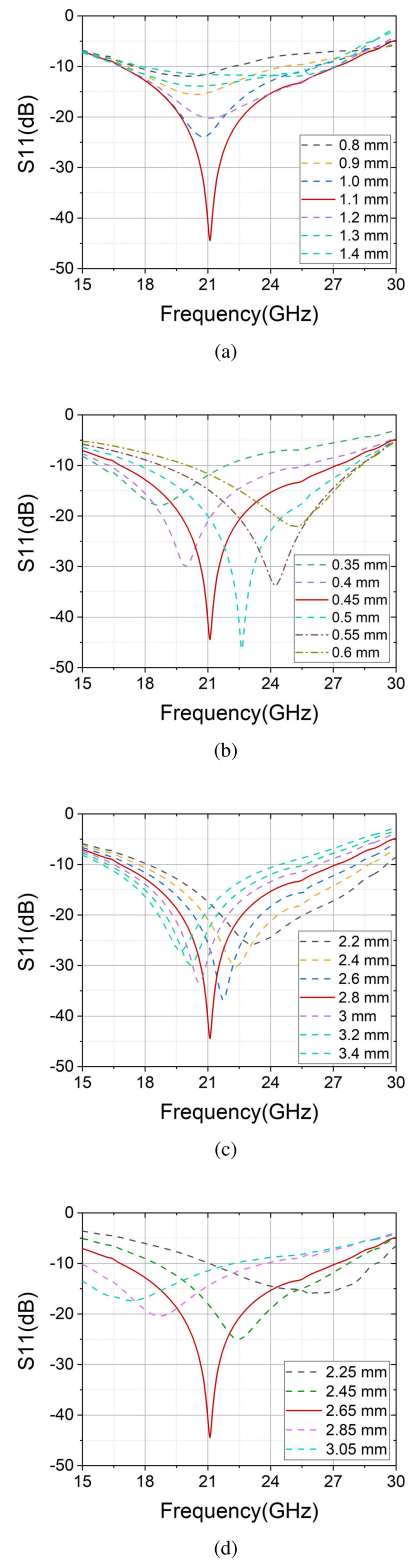 0
-10
-20
-30
-40
-50
S11(dB)
0.8 mm
0.9 mm
1.0 mm
1.1 mm
1.2 mm
1.3 mm
1.4 mm
15 18 21 24 27 30
Frequency(GHz)
(a)
0
-10
-20
-30
-40
-50
S11(dB)
0.35 mm
0.4 mm
0.45 mm
0.5 mm
0.55 mm
0.6 mm
15 18 21 24 27 30
Frequency(GHz)
(b)
0
-10
-20
-30
-40
-50
S11(dB)
2.2 mm
2.4 mm
2.6 mm
2.8 mm
3 mm
3.2 mm
3.4 mm
15 18 21 24 27 30
Frequency(GHz)
(c)
0
-10
-20
-30
-40
-50
S11(dB)
2.25 mm
2.45 mm
2.65 mm
2.85 mm
3.05 mm
15 18 21 24 27 30
Frequency(GHz)
(d)